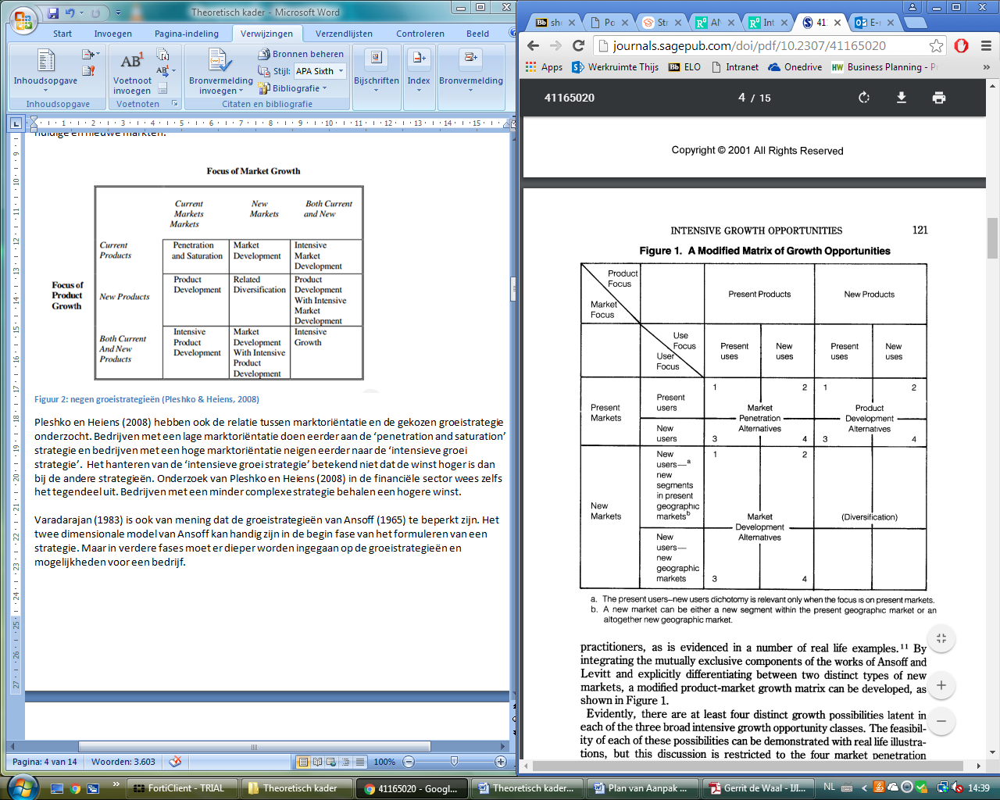 Theoretisch kader - Microsoft Word
Start Invoegen Pagina-indeling Verwijzingen Verzendlijsten Controleren Beeld
Inhoudsopgave
Inhoudsopgave
AB¹
Voetnoot invoegen
Voetnoten
Bronvermelding invoegen
Bronnen beheren
Stijl: APA Sixth
Bibliografie
Citaten en bibliografie
Bijschriften
Index
Bronvermelding
1 2 3 4 5 6 7 8 9 10 11 12 13 14 15
huidige en nieuwe markten.
Focus of Market Growth
Current Markets Markets
New Markets
Both Current and New
Focus of Product Growth
Current Products
Penetration and Saturation
Market Development
Intensive Market Development
New Products
Product Development
Related Diversification
Product Development With Intensive Market Development
Both Current And New Products
Intensive Product Development
Market Development With Intensive Product Development
Intensive Growth
Figuur 2: negen groeistrategieën (Pleshko & Heiens, 2008)
Pleshko en Heiens (2008) hebben ook de relatie tussen marktoriëntatie en de gekozen groeistrategie
onderzocht. Bedrijven met een lage marktoriëntatie doen eerder aan de ‘penetration and saturation’
strategie en bedrijven met een hoge marktoriëntatie neigen eerder naar de ‘intensieve groei
strategie’. Het hanteren van de ‘intensieve groei strategie’ betekend niet dat de winst hoger is dan
bij de andere strategieën. Onderzoek van Pleshko en Heiens (2008) in de financiële sector wees zelfs
het tegendeel uit. Bedrijven met een minder complexe strategie behalen een hogere winst.
Varadarajan (1983) is ook van mening dat de groeistrategieën van Ansoff (1965) te beperkt zijn. Het
twee dimensionale model van Ansoff kan handig zijn in de begin fase van het formuleren van een
strategie. Maar in verdere fases moet er dieper worden ingegaan op de groeistrategieën en
mogelijkheden voor een bedrijf.
Pagina: 4 van 14 Woorden: 3.603 100%
Bb sh Po Str AN Int 41 E-
journals.sagepub.com/doi/pdf/10.2307/41165020
Apps Werkruimte Thijs Bb ELO Intranet Onedrive HW Business Planning - P »
41165020 4 / 15
Copyright © 2001 All Rights Reserved
INTENSIVE GROWTH OPPORTUNITIES 121
Figure 1. A Modified Matrix of Growth Opportunities
Product Focus
Market Focus
Present Products
New Products
Use Focus
User Focus
Present uses
New uses
Present uses
New uses
Present Markets
Present users
New users
1 2 1 2
Market Penetration Alternatives
Product Development Alternatives
3 4 3 4
New Markets
New users—ᵃ new segments in present geographic marketsᵇ
1 2
Market Development Alternatives
(Diversification)
New users—new geographic markets
3 4
a. The present users–new users dichotomy is relevant only when the focus is on present markets.
b. A new market can be either a new segment within the present geographic market or an
altogether new geographic market.
practitioners, as is evidenced in a number of real life examples.¹¹ By
integrating the mutually exclusive components of the works of Ansoff and
Levitt and explicitly differentiating between two distinct types of new
markets, a modified product-market growth matrix can be developed, as
shown in Figure 1.
Evidently, there are at least four distinct growth possibilities latent in
each of the three broad intensive growth opportunity classes. The feasibil-
ity of each of these possibilities can be demonstrated with real life illustra-
tions, but this discussion is restricted to the four market penetration
» FortiClient - TRIAL Theoretisch kader 41165020 - Googl... Theoretisch kader... Plan van Aanpak ... Gerrit de Waal - IJI... NL 14:39